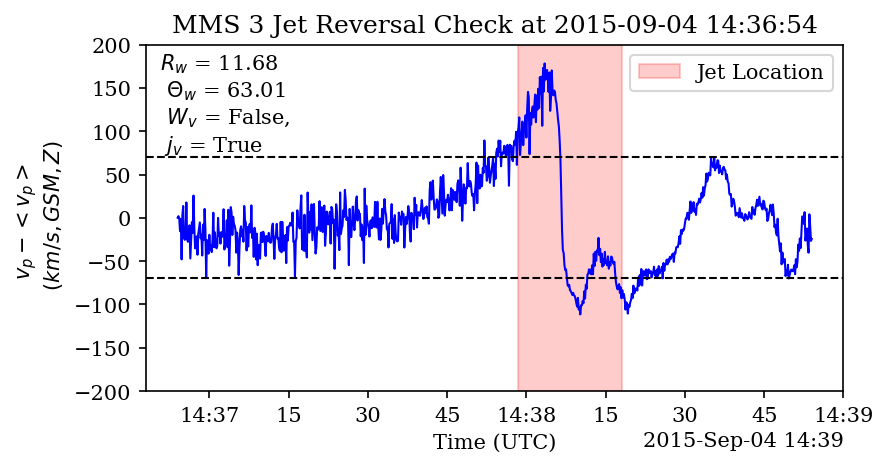 MMS 3 Jet Reversal Check at 2015-09-04 14:36:54
R_w = 11.68
Θ_w = 63.01
W_v = False,
j_v = True
Jet Location
200
150
100
50
0
−50
−100
−150
−200
v_p − < v_p >
(km/s, GSM, Z)
14:37 15 30 45 14:38 15 30 45 14:39
Time (UTC)
2015-Sep-04 14:39